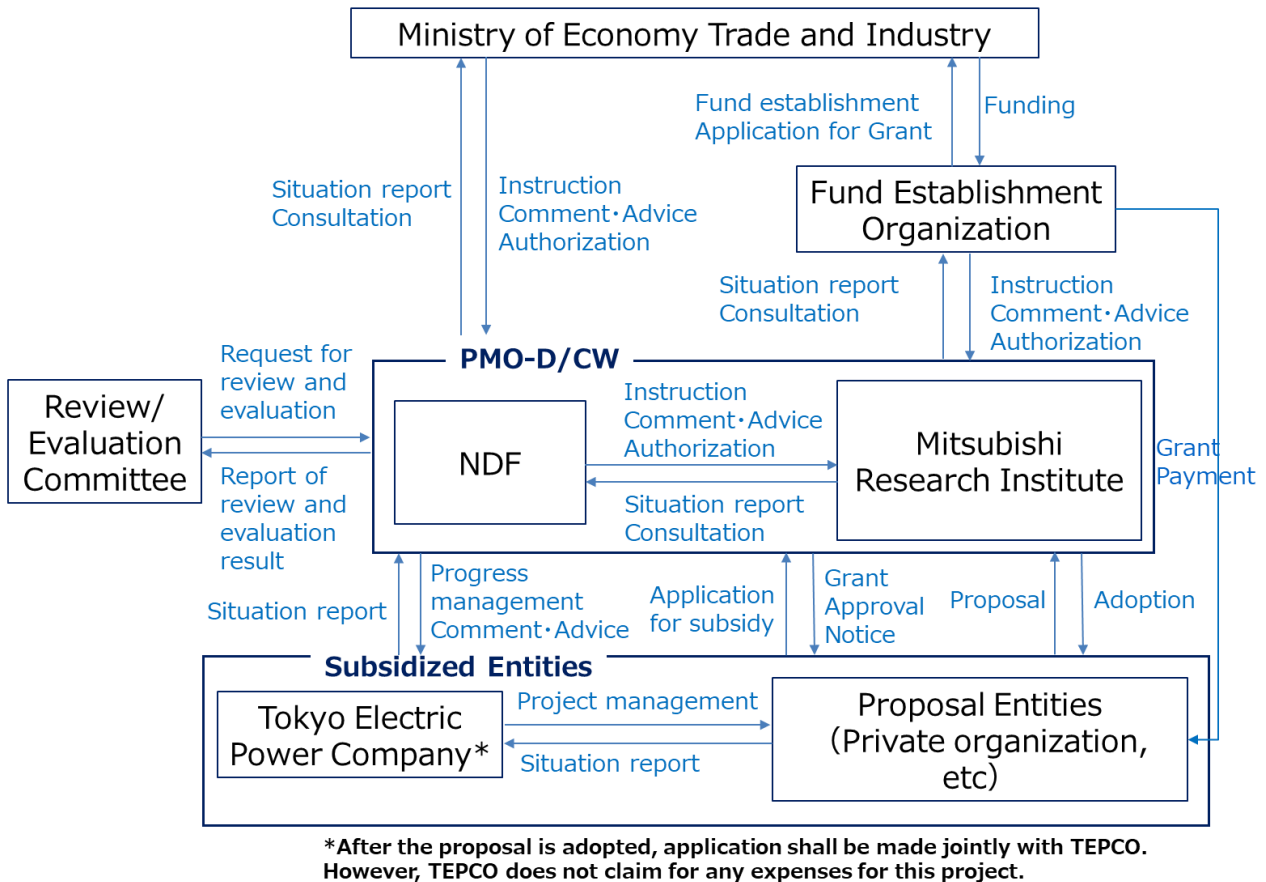 Ministry of Economy Trade and Industry
Fund establishment
Application for Grant
Funding
Situation report
Consultation
Instruction
Comment・Advice
Authorization
Fund Establishment
Organization
Situation report
Consultation
Instruction
Comment・Advice
Authorization
PMO-D/CW
Request for
review and
evaluation
Review/
Evaluation
Committee
Report of
review and
evaluation
result
NDF
Instruction
Comment・Advice
Authorization
Situation report
Consultation
Mitsubishi
Research Institute
Grant
Payment
Situation report
Progress
management
Comment・Advice
Application
for subsidy
Grant
Approval
Notice
Proposal
Adoption
Subsidized Entities
Tokyo Electric
Power Company*
Project management
Situation report
Proposal Entities
(Private organization,
etc)
*After the proposal is adopted, application shall be made jointly with TEPCO.
However, TEPCO does not claim for any expenses for this project.